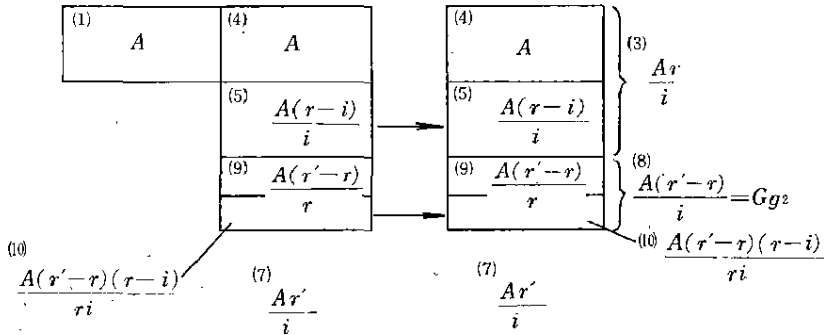 (1) A (4) A (4) A (3) Ar/i
(5) A(r−i)/i (5) A(r−i)/i
(9) A(r′−r)/r (9) A(r′−r)/r (8) A(r′−r)/i = Gg₂
(10) A(r′−r)(r−i)/ri (10) A(r′−r)(r−i)/ri
(7) Ar′/i (7) Ar′/i